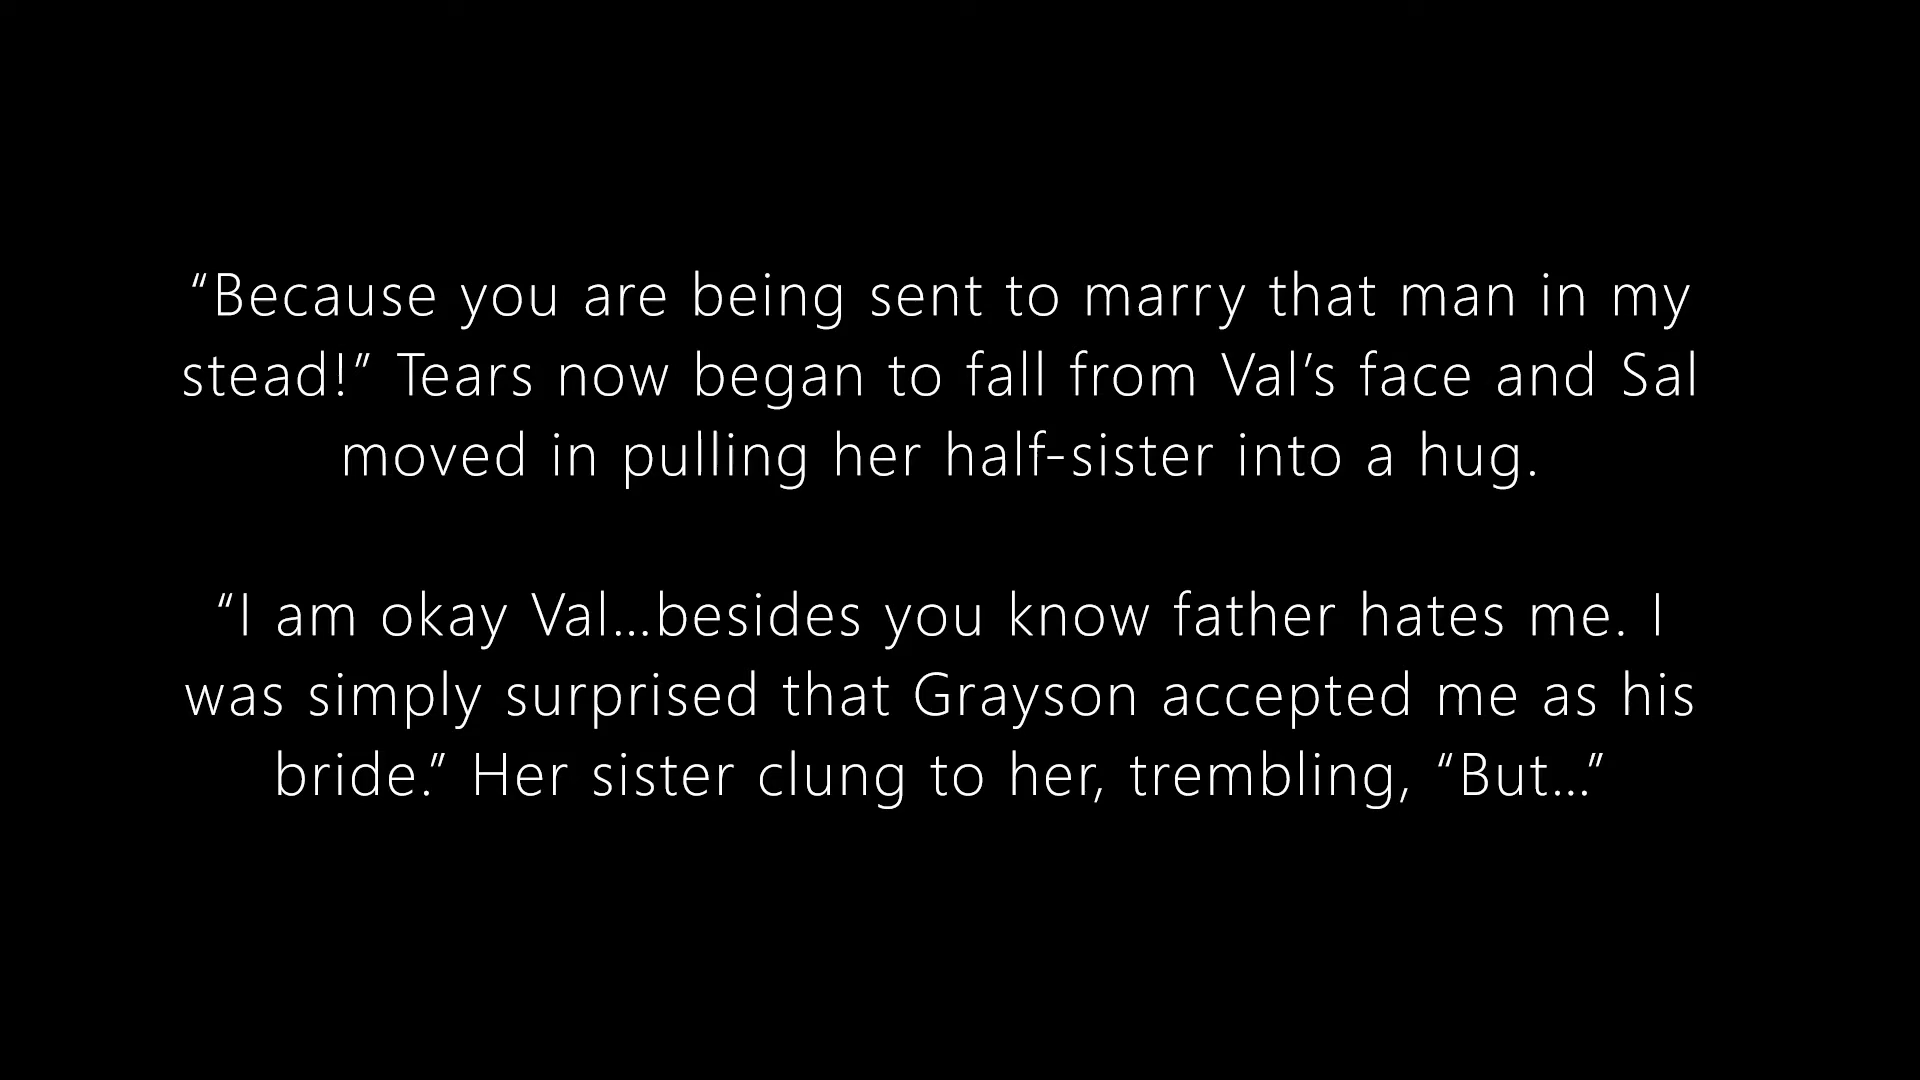 “Because you are being sent to marry that man in my
stead!” Tears now began to fall from Val’s face and Sal
moved in pulling her half-sister into a hug.
“I am okay Val...besides you know father hates me. I
was simply surprised that Grayson accepted me as his
bride.” Her sister clung to her, trembling, “But...”